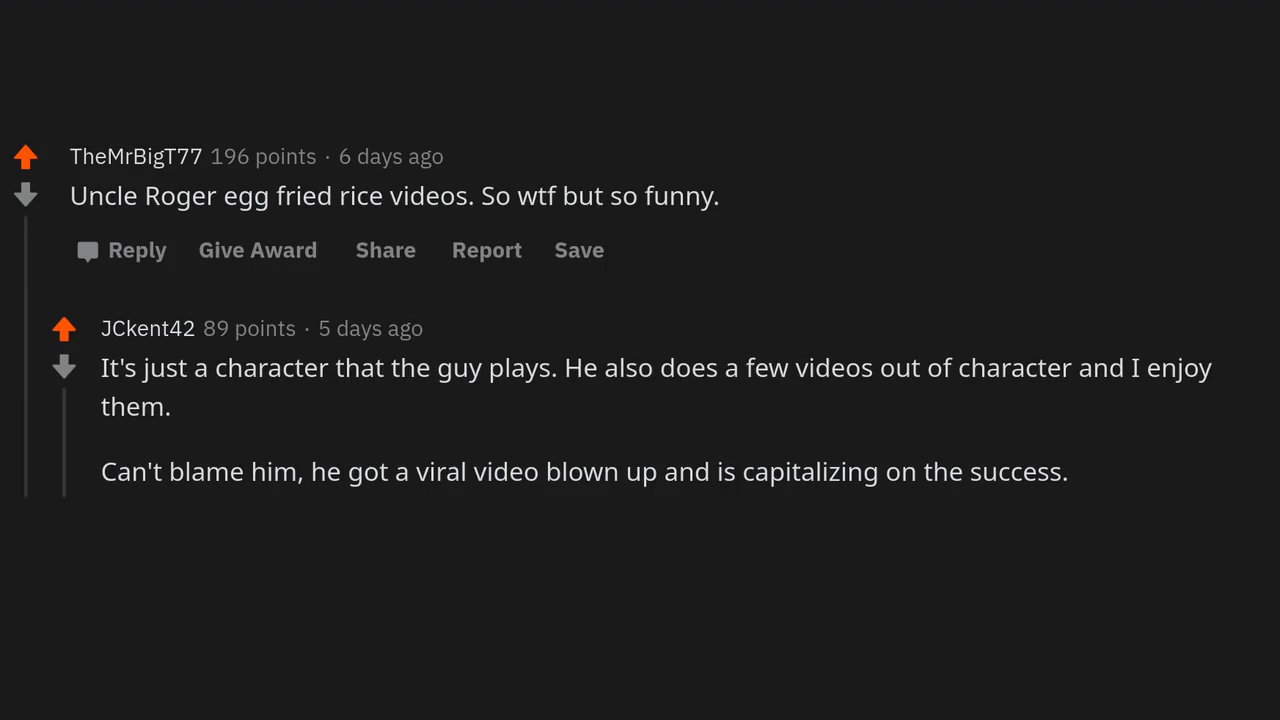 TheMrBigT77 196 points · 6 days ago
Uncle Roger egg fried rice videos. So wtf but so funny.
Reply Give Award Share Report Save
JCkent42 89 points · 5 days ago
It's just a character that the guy plays. He also does a few videos out of character and I enjoy
them.
Can't blame him, he got a viral video blown up and is capitalizing on the success.